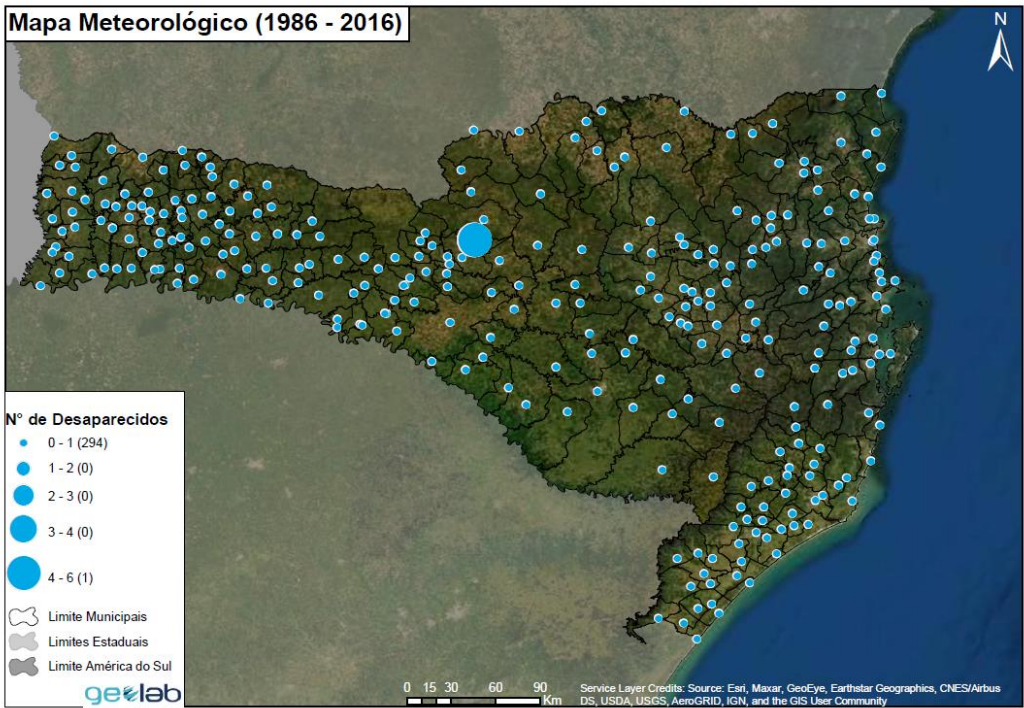 Mapa Meteorológico (1986 - 2016)
N
N° de Desaparecidos
0 - 1 (294)
1 - 2 (0)
2 - 3 (0)
3 - 4 (0)
4 - 6 (1)
Limite Municipais
Limites Estaduais
Limite América do Sul
geolab
0 15 30 60 90
Km
Service Layer Credits: Source: Esri, Maxar, GeoEye, Earthstar Geographics, CNES/Airbus
DS, USDA, USGS, AeroGRID, IGN, and the GIS User Community